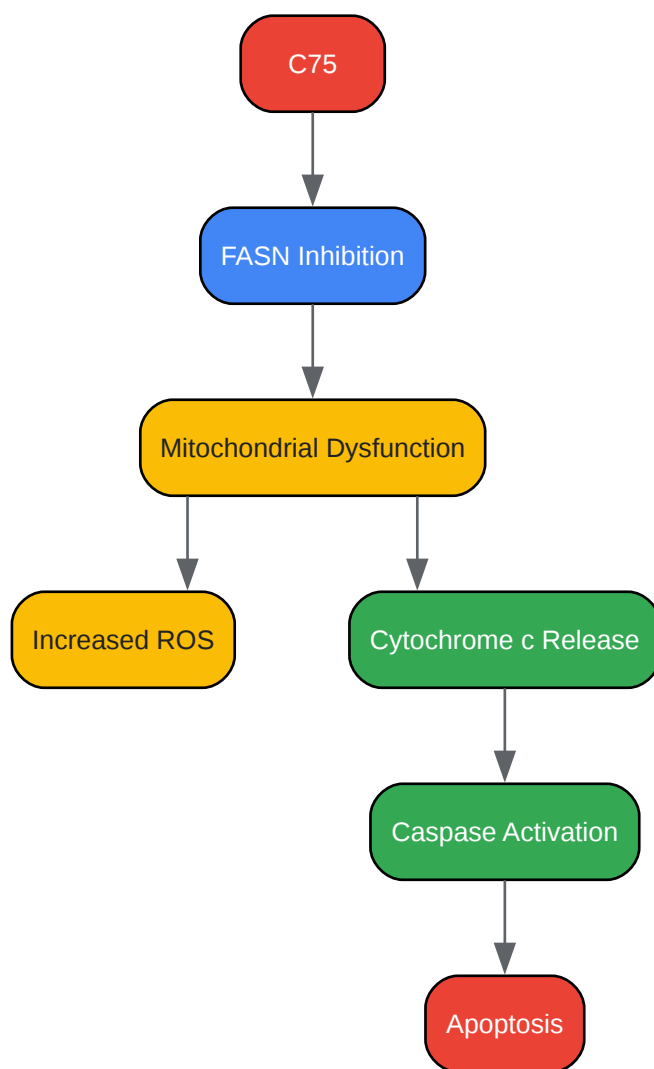 C75
FASN Inhibition
Mitochondrial Dysfunction
Increased ROS
Cytochrome c Release
Caspase Activation
Apoptosis